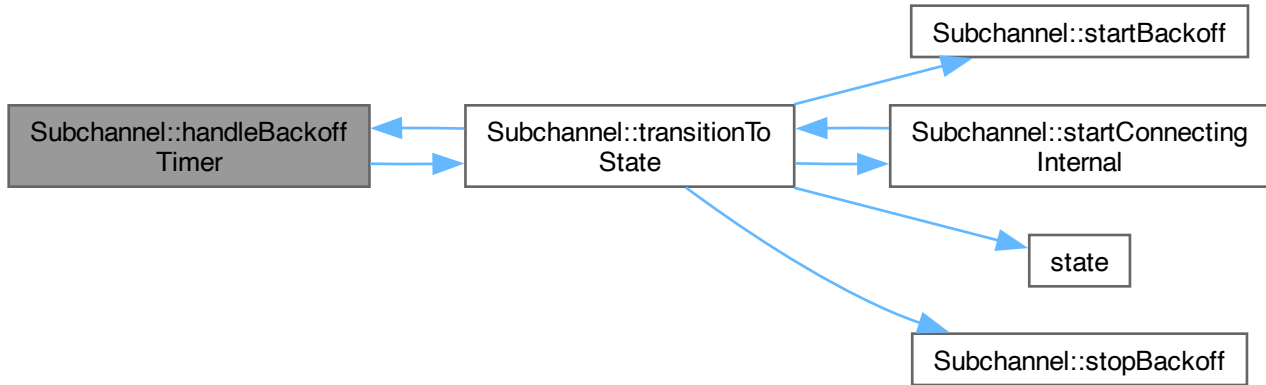 Subchannel::startBackoff
Subchannel::handleBackoff
Timer
Subchannel::transitionTo
State
Subchannel::startConnecting
Internal
state
Subchannel::stopBackoff